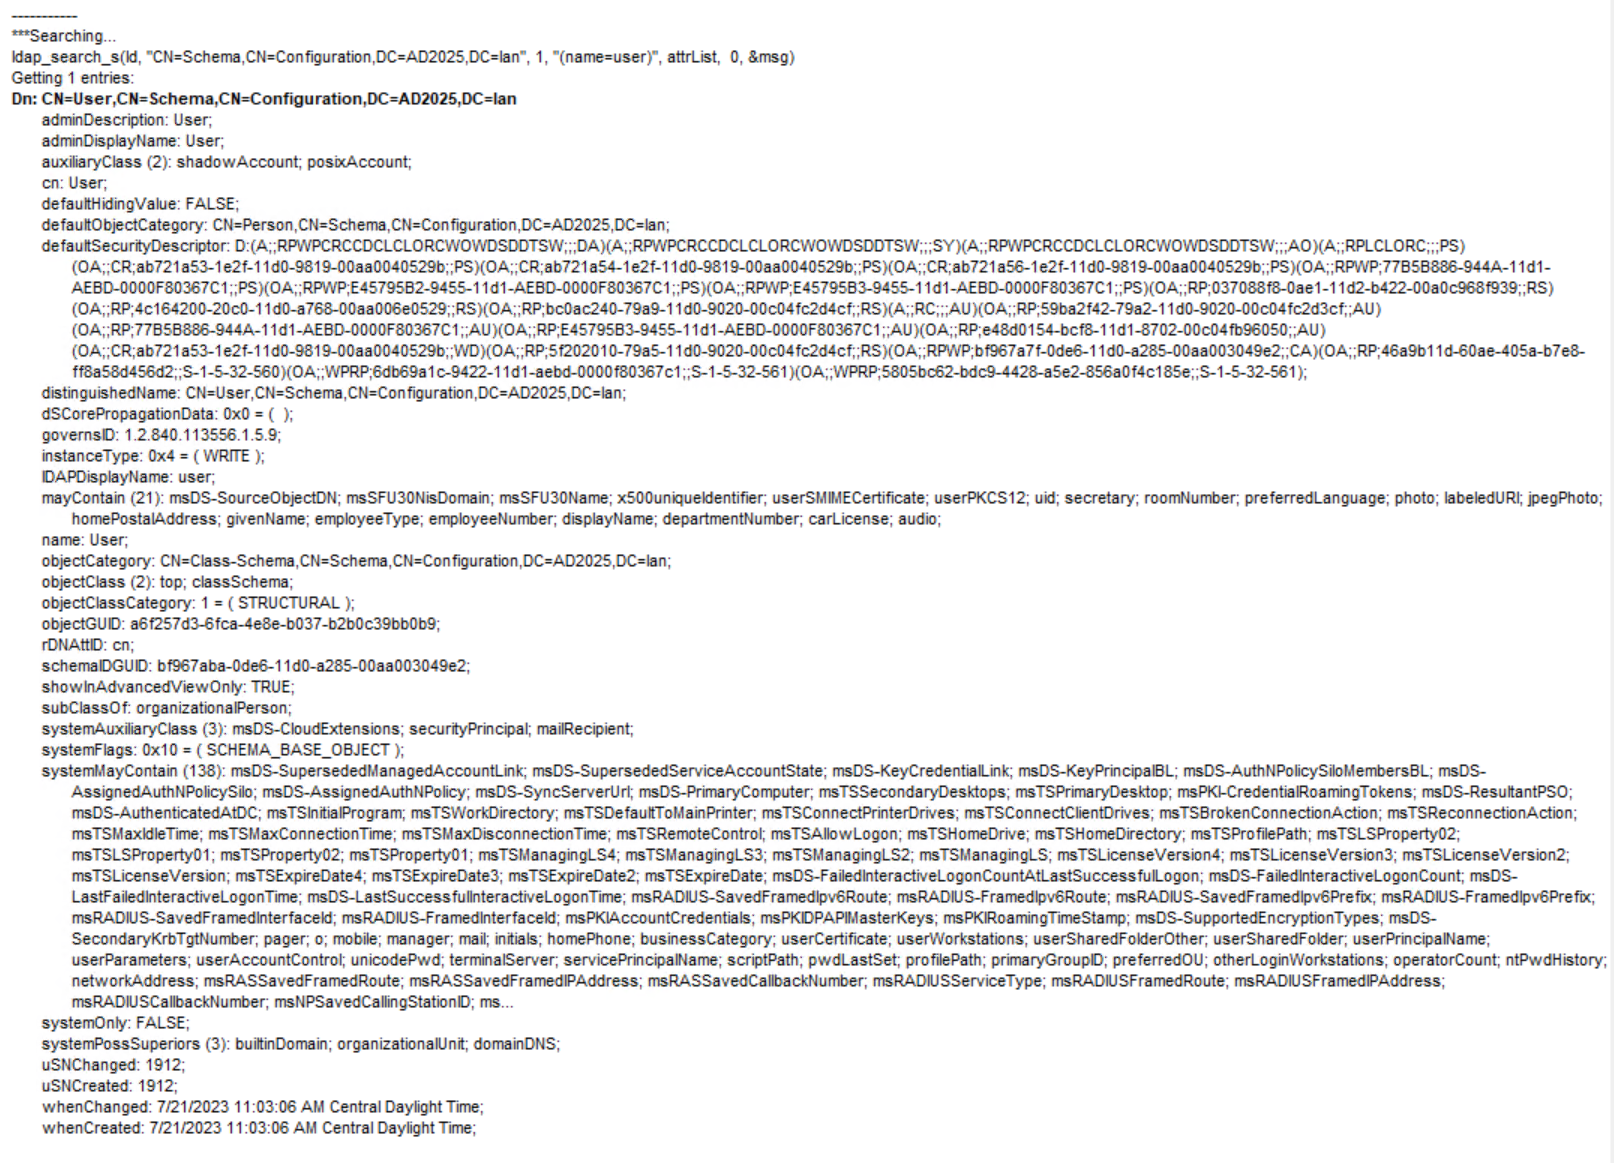 -----------
***Searching...
ldap_search_s(ld, "CN=Schema,CN=Configuration,DC=AD2025,DC=lan", 1, "(name=user)", attrList,  0, &msg)
Getting 1 entries:
Dn: CN=User,CN=Schema,CN=Configuration,DC=AD2025,DC=lan
adminDescription: User;
adminDisplayName: User;
auxiliaryClass (2): shadowAccount; posixAccount;
cn: User;
defaultHidingValue: FALSE;
defaultObjectCategory: CN=Person,CN=Schema,CN=Configuration,DC=AD2025,DC=lan;
defaultSecurityDescriptor: D:(A;;RPWPCRCCDCLCLORCWOWDSDDTSW;;;DA)(A;;RPWPCRCCDCLCLORCWOWDSDDTSW;;;SY)(A;;RPWPCRCCDCLCLORCWOWDSDDTSW;;;AO)(A;;RPLCLORC;;;PS)
(OA;;CR;ab721a53-1e2f-11d0-9819-00aa0040529b;;PS)(OA;;CR;ab721a54-1e2f-11d0-9819-00aa0040529b;;PS)(OA;;CR;ab721a56-1e2f-11d0-9819-00aa0040529b;;PS)(OA;;RPWP;77B5B886-944A-11d1-
AEBD-0000F80367C1;;PS)(OA;;RPWP;E45795B2-9455-11d1-AEBD-0000F80367C1;;PS)(OA;;RPWP;E45795B3-9455-11d1-AEBD-0000F80367C1;;PS)(OA;;RP;037088f8-0ae1-11d2-b422-00a0c968f939;;RS)
(OA;;RP;4c164200-20c0-11d0-a768-00aa006e0529;;RS)(OA;;RP;bc0ac240-79a9-11d0-9020-00c04fc2d4cf;;RS)(A;;RC;;;AU)(OA;;RP;59ba2f42-79a2-11d0-9020-00c04fc2d3cf;;AU)
(OA;;RP;77B5B886-944A-11d1-AEBD-0000F80367C1;;AU)(OA;;RP;E45795B3-9455-11d1-AEBD-0000F80367C1;;AU)(OA;;RP;e48d0154-bcf8-11d1-8702-00c04fb96050;;AU)
(OA;;CR;ab721a53-1e2f-11d0-9819-00aa0040529b;;WD)(OA;;RP;5f202010-79a5-11d0-9020-00c04fc2d4cf;;RS)(OA;;RPWP;bf967a7f-0de6-11d0-a285-00aa003049e2;;CA)(OA;;RP;46a9b11d-60ae-405a-b7e8-
ff8a58d456d2;;S-1-5-32-560)(OA;;WPRP;6db69a1c-9422-11d1-aebd-0000f80367c1;;S-1-5-32-561)(OA;;WPRP;5805bc62-bdc9-4428-a5e2-856a0f4c185e;;S-1-5-32-561);
distinguishedName: CN=User,CN=Schema,CN=Configuration,DC=AD2025,DC=lan;
dSCorePropagationData: 0x0 = (  );
governsID: 1.2.840.113556.1.5.9;
instanceType: 0x4 = ( WRITE );
lDAPDisplayName: user;
mayContain (21): msDS-SourceObjectDN; msSFU30NisDomain; msSFU30Name; x500uniqueIdentifier; userSMIMECertificate; userPKCS12; uid; secretary; roomNumber; preferredLanguage; photo; labeledURI; jpegPhoto;
homePostalAddress; givenName; employeeType; employeeNumber; displayName; departmentNumber; carLicense; audio;
name: User;
objectCategory: CN=Class-Schema,CN=Schema,CN=Configuration,DC=AD2025,DC=lan;
objectClass (2): top; classSchema;
objectClassCategory: 1 = ( STRUCTURAL );
objectGUID: a6f257d3-6fca-4e8e-b037-b2b0c39bb0b9;
rDNAttID: cn;
schemaIDGUID: bf967aba-0de6-11d0-a285-00aa003049e2;
showInAdvancedViewOnly: TRUE;
subClassOf: organizationalPerson;
systemAuxiliaryClass (3): msDS-CloudExtensions; securityPrincipal; mailRecipient;
systemFlags: 0x10 = ( SCHEMA_BASE_OBJECT );
systemMayContain (138): msDS-SupersededManagedAccountLink; msDS-SupersededServiceAccountState; msDS-KeyCredentialLink; msDS-KeyPrincipalBL; msDS-AuthNPolicySiloMembersBL; msDS-
AssignedAuthNPolicySilo; msDS-AssignedAuthNPolicy; msDS-SyncServerUrl; msDS-PrimaryComputer; msTSSecondaryDesktops; msTSPrimaryDesktop; msPKI-CredentialRoamingTokens; msDS-ResultantPSO;
msDS-AuthenticatedAtDC; msTSInitialProgram; msTSWorkDirectory; msTSDefaultToMainPrinter; msTSConnectPrinterDrives; msTSConnectClientDrives; msTSBrokenConnectionAction; msTSReconnectionAction;
msTSMaxIdleTime; msTSMaxConnectionTime; msTSMaxDisconnectionTime; msTSRemoteControl; msTSAllowLogon; msTSHomeDrive; msTSHomeDirectory; msTSProfilePath; msTSLSProperty02;
msTSLSProperty01; msTSProperty02; msTSProperty01; msTSManagingLS4; msTSManagingLS3; msTSManagingLS2; msTSManagingLS; msTSLicenseVersion4; msTSLicenseVersion3; msTSLicenseVersion2;
msTSLicenseVersion; msTSExpireDate4; msTSExpireDate3; msTSExpireDate2; msTSExpireDate; msDS-FailedInteractiveLogonCountAtLastSuccessfulLogon; msDS-FailedInteractiveLogonCount; msDS-
LastFailedInteractiveLogonTime; msDS-LastSuccessfulInteractiveLogonTime; msRADIUS-SavedFramedIpv6Route; msRADIUS-FramedIpv6Route; msRADIUS-SavedFramedIpv6Prefix; msRADIUS-FramedIpv6Prefix;
msRADIUS-SavedFramedInterfaceId; msRADIUS-FramedInterfaceId; msPKIAccountCredentials; msPKIDPAPIMasterKeys; msPKIRoamingTimeStamp; msDS-SupportedEncryptionTypes; msDS-
SecondaryKrbTgtNumber; pager; o; mobile; manager; mail; initials; homePhone; businessCategory; userCertificate; userWorkstations; userSharedFolderOther; userSharedFolder; userPrincipalName;
userParameters; userAccountControl; unicodePwd; terminalServer; servicePrincipalName; scriptPath; pwdLastSet; profilePath; primaryGroupID; preferredOU; otherLoginWorkstations; operatorCount; ntPwdHistory;
networkAddress; msRASSavedFramedRoute; msRASSavedFramedIPAddress; msRASSavedCallbackNumber; msRADIUSServiceType; msRADIUSFramedRoute; msRADIUSFramedIPAddress;
msRADIUSCallbackNumber; msNPSavedCallingStationID; ms...
systemOnly: FALSE;
systemPossSuperiors (3): builtinDomain; organizationalUnit; domainDNS;
uSNChanged: 1912;
uSNCreated: 1912;
whenChanged: 7/21/2023 11:03:06 AM Central Daylight Time;
whenCreated: 7/21/2023 11:03:06 AM Central Daylight Time;